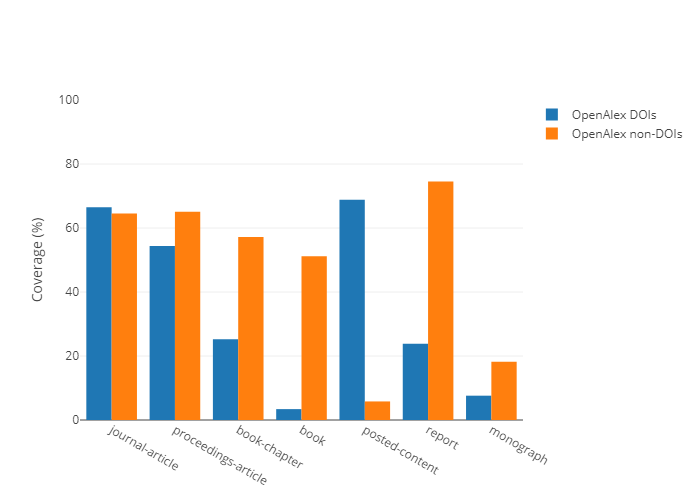 100
80
60
40
20
0
Coverage (%)
journal-article
proceedings-article
book-chapter
book
posted-content
report
monograph
OpenAlex DOIs
OpenAlex non-DOIs